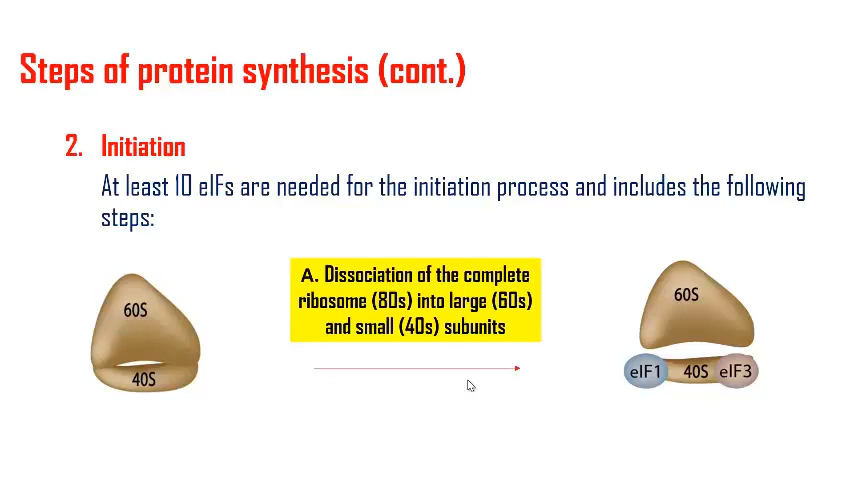 Steps of protein synthesis (cont.)
2. Initiation
At least 10 eIFs are needed for the initiation process and includes the following
steps:
A. Dissociation of the complete
ribosome (80s) into large (60s)
and small (40s) subunits
60S
40S
60S
eIF1
40S
eIF3